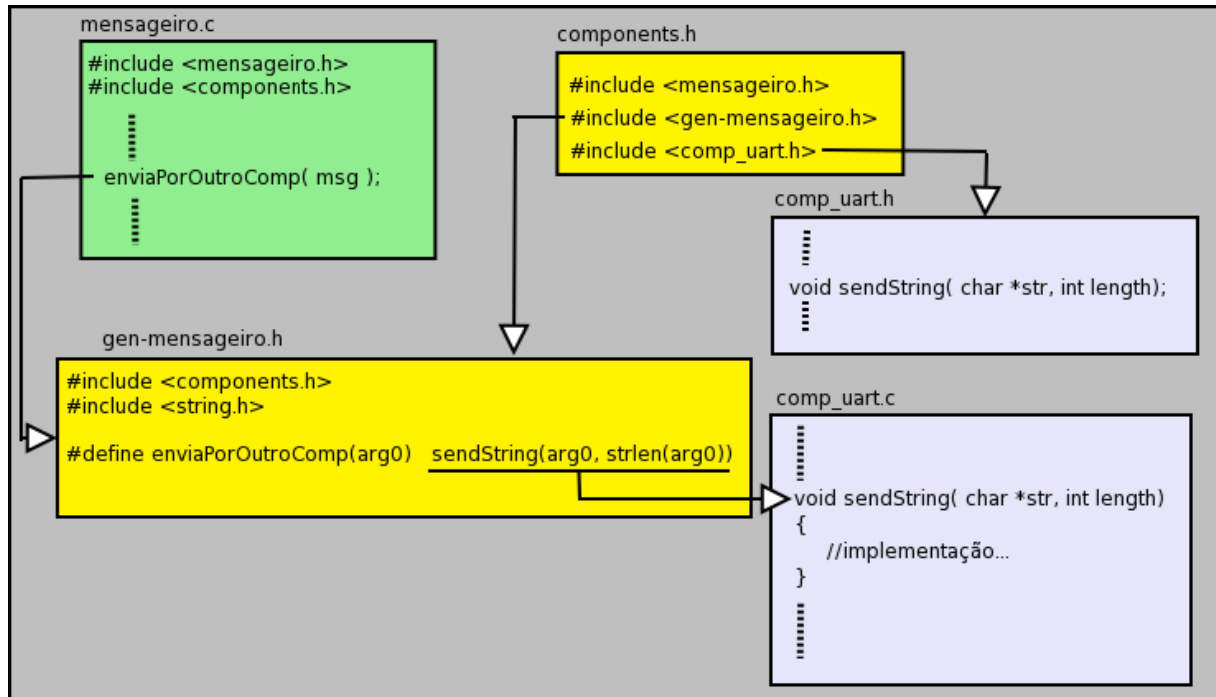 mensageiro.c
#include <mensageiro.h>
#include <components.h>
enviaPorOutroComp( msg );
components.h
#include <mensageiro.h>
#include <gen-mensageiro.h>
#include <comp_uart.h>
comp_uart.h
void sendString( char *str, int length);
gen-mensageiro.h
#include <components.h>
#include <string.h>
#define enviaPorOutroComp(arg0) sendString(arg0, strlen(arg0))
comp_uart.c
void sendString( char *str, int length)
{
//implementação...
}